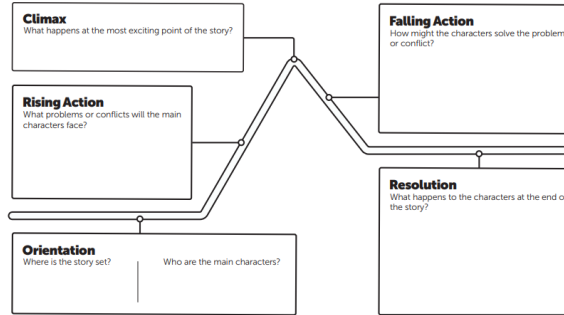 Climax
What happens at the most exciting point of the story?
Rising Action
What problems or conflicts will the main
characters face?
Orientation
Where is the story set?
Who are the main characters?
Falling Action
How might the characters solve the problem
or conflict?
Resolution
What happens to the characters at the end o
the story?